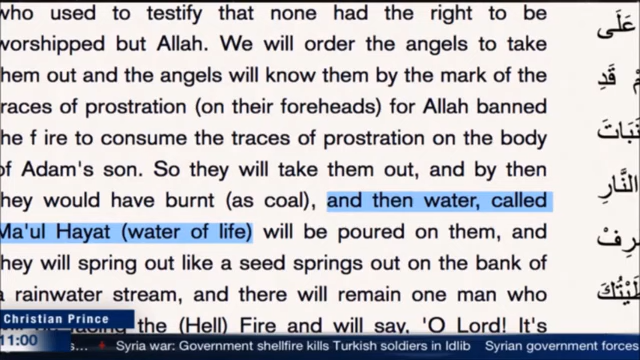 who used to testify that none had the right to be
worshipped but Allah. We will order the angels to take
hem out and the angels will know them by the mark of the
races of prostration (on their foreheads) for Allah banned
he f ire to consume the traces of prostration on the body
of Adam's son. So they will take them out, and by then
hey would have burnt (as coal), and then water, called
Ma'ul Hayat (water of life) will be poured on them, and
hey will spring out like a seed springs out on the bank of
a rainwater stream, and there will remain one man who
the (Hell) Fire and will say, 'O Lord! It's
عَلَى
قَدِ
النَّارِ
Christian Prince
11:00
s... Syria war: Government shellfire kills Turkish soldiers in Idlib Syrian government forces